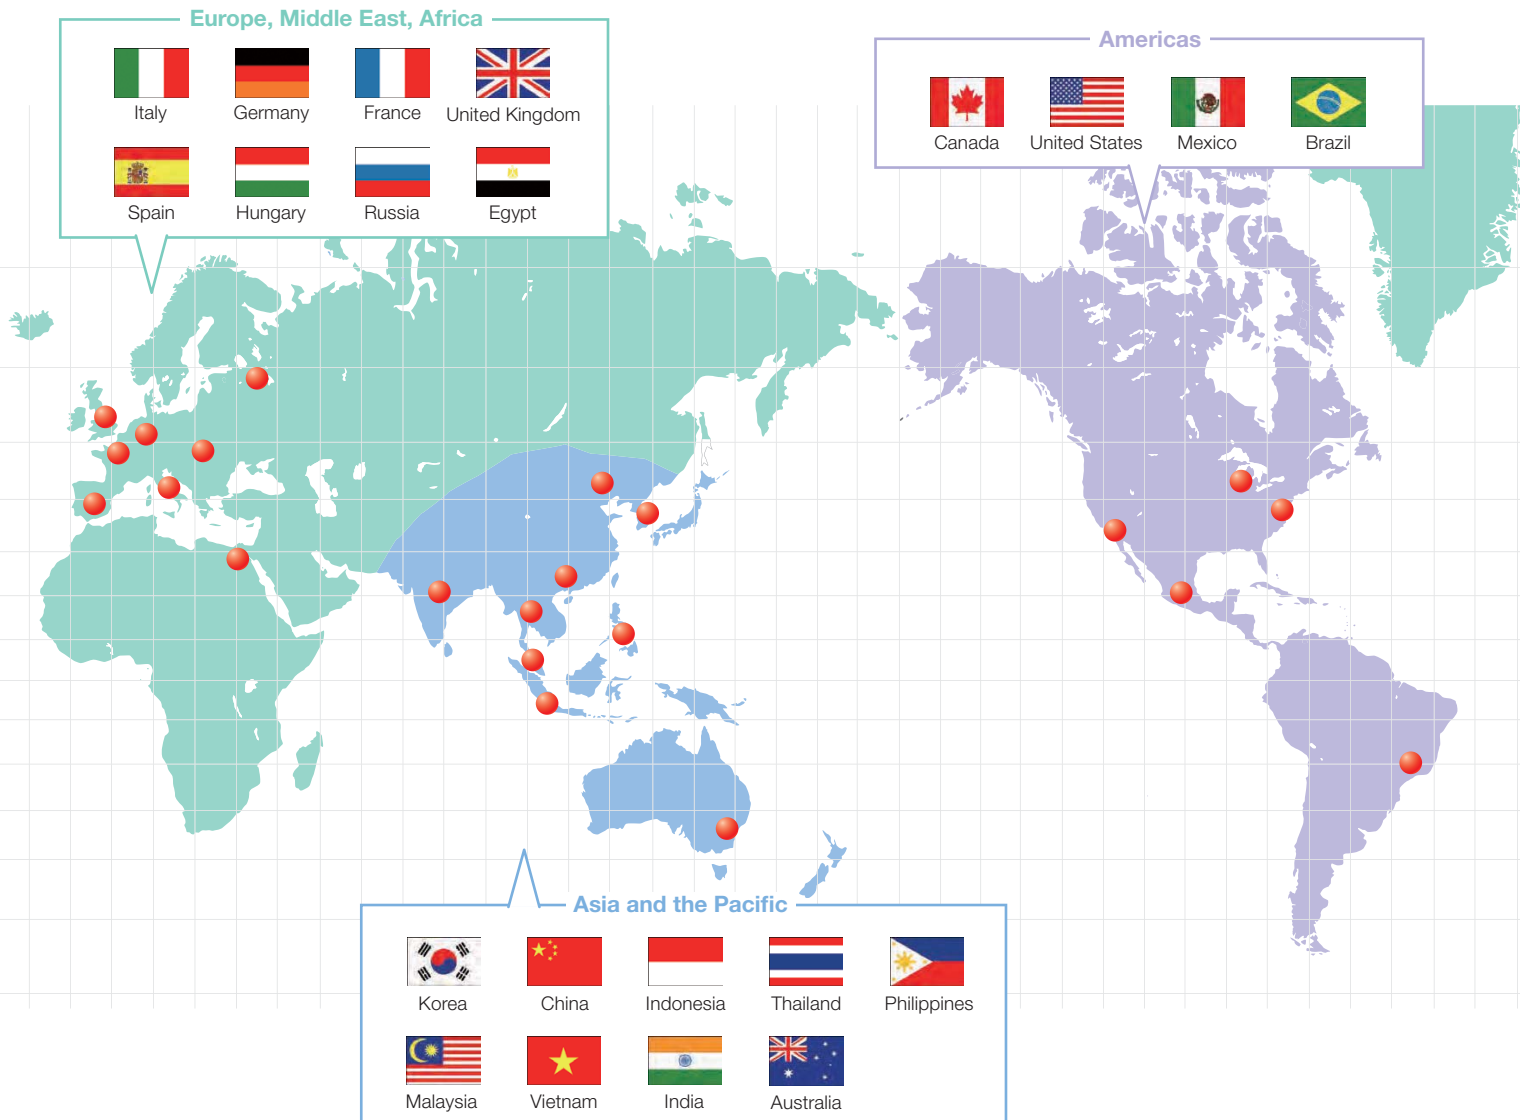 Europe, Middle East, Africa
Italy
Germany
France
United Kingdom
Spain
Hungary
Russia
Egypt
Americas
Canada
United States
Mexico
Brazil
Asia and the Pacific
Korea
China
Indonesia
Thailand
Philippines
Malaysia
Vietnam
India
Australia